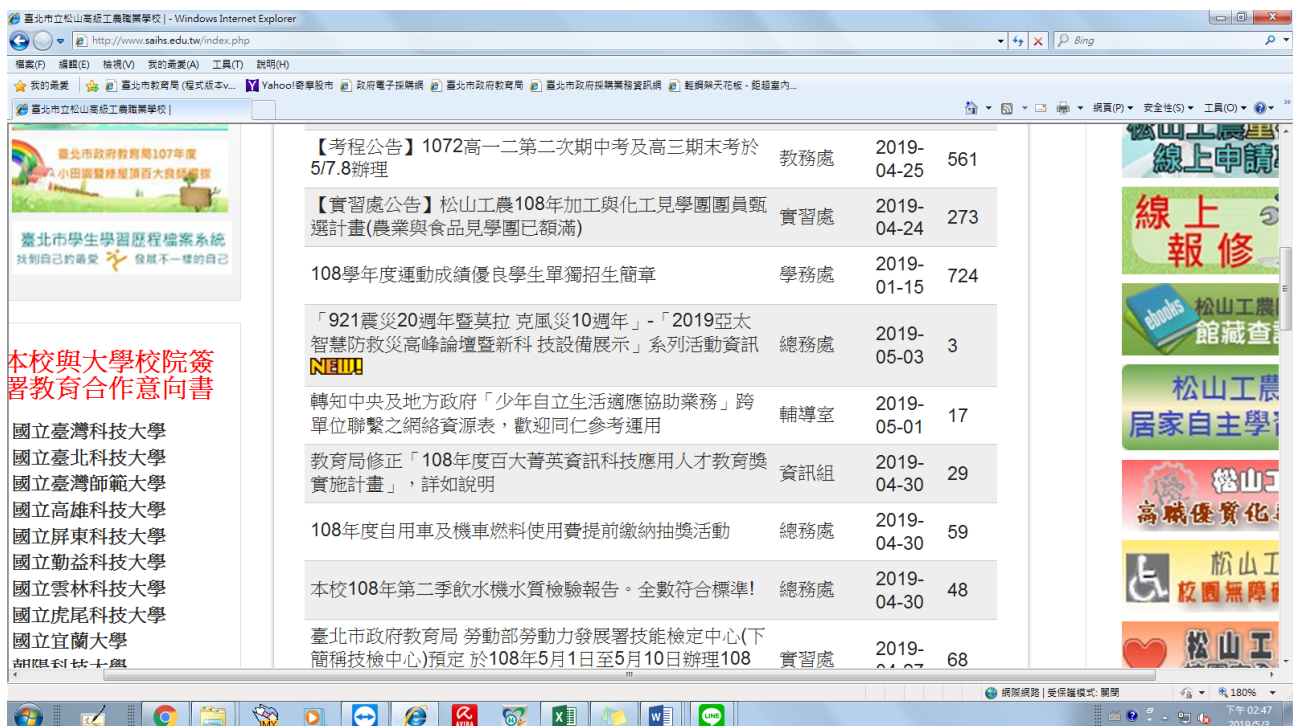 臺北市立松山高級工農職業學校 | - Windows Internet Explorer
http://www.saihs.edu.tw/index.php
Bing
檔案(F) 編輯(E) 檢視(V) 我的最愛(A) 工具(T) 說明(H)
我的最愛 臺北市教育局 (程式版本v... Yahoo!奇摩股市 政府電子採購網 臺北市政府教育局 臺北市政府採購業務資訊網 輕鋼架天花板 - 鉅超室內...
臺北市立松山高級工農職業學校 |
網頁(P) 安全性(S) 工具(O)
臺北市政府教育局107年度
小田園暨綠屋頂百大良師
臺北市學生學習歷程檔案系統
找到自己的最愛 發展不一樣的自己
本校與大學校院簽
署教育合作意向書
國立臺灣科技大學
國立臺北科技大學
國立臺灣師範大學
國立高雄科技大學
國立屏東科技大學
國立勤益科技大學
國立雲林科技大學
國立虎尾科技大學
國立宜蘭大學
朝陽科技大學
【考程公告】1072高一二第二次期中考及高三期末考於
5/7.8辦理
教務處
2019-
04-25
561
【實習處公告】松山工農108年加工與化工見學團團員甄
選計畫(農業與食品見學團已額滿)
實習處
2019-
04-24
273
108學年度運動成績優良學生單獨招生簡章
學務處
2019-
01-15
724
「921震災20週年暨莫拉 克風災10週年」-「2019亞太
智慧防救災高峰論壇暨新科 技設備展示」系列活動資訊
NEW!
總務處
2019-
05-03
3
轉知中央及地方政府「少年自立生活適應協助業務」跨
單位聯繫之網絡資源表，歡迎同仁參考運用
輔導室
2019-
05-01
17
教育局修正「108年度百大菁英資訊科技應用人才教育獎
實施計畫」，詳如說明
資訊組
2019-
04-30
29
108年度自用車及機車燃料使用費提前繳納抽獎活動
總務處
2019-
04-30
59
本校108年第二季飲水機水質檢驗報告。全數符合標準!
總務處
2019-
04-30
48
臺北市政府教育局 勞動部勞動力發展署技能檢定中心(下
簡稱技檢中心)預定 於108年5月1日至5月10日辦理108
實習處
2019-
04-27
68
線上申請
線上
報修
ebooks 松山工農
館藏查
松山工農
居家自主學
松山工
高職優質化
松山工
校園無障
松山工
網際網路 | 受保護模式: 關閉
180%
AVIRA
LINE
下午 02:47
2019/5/3